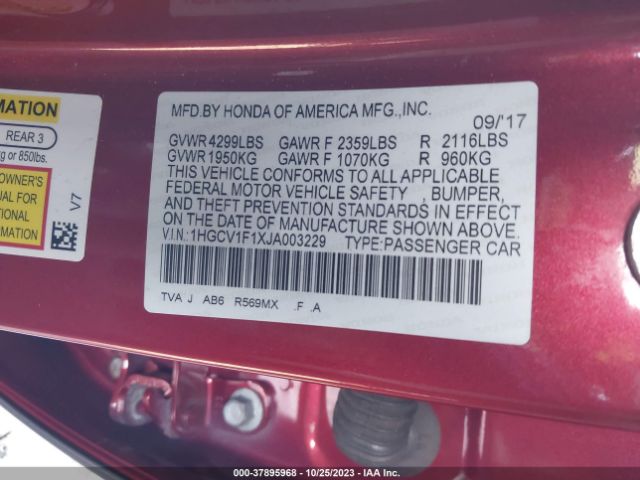 MFD.BY HONDA OF AMERICA MFG.,INC.
09/'17
GVWR 4299LBS GAWR F 2359LBS R 2116LBS
GVWR 1950KG GAWR F 1070KG R 960KG
THIS VEHICLE CONFORMS TO ALL APPLICABLE
FEDERAL MOTOR VEHICLE SAFETY , BUMPER,
AND THEFT PREVENTION STANDARDS IN EFFECT
ON THE DATE OF MANUFACTURE SHOWN ABOVE.
V.I.N.:1HGCV1F1XJA003229 TYPE:PASSENGER CAR
TVA J AB6 R569MX .F .A
REAR 3
or 850lbs.
OWNER'S
FOR
V7
000-37895968 | 10/25/2023 | IAA Inc.